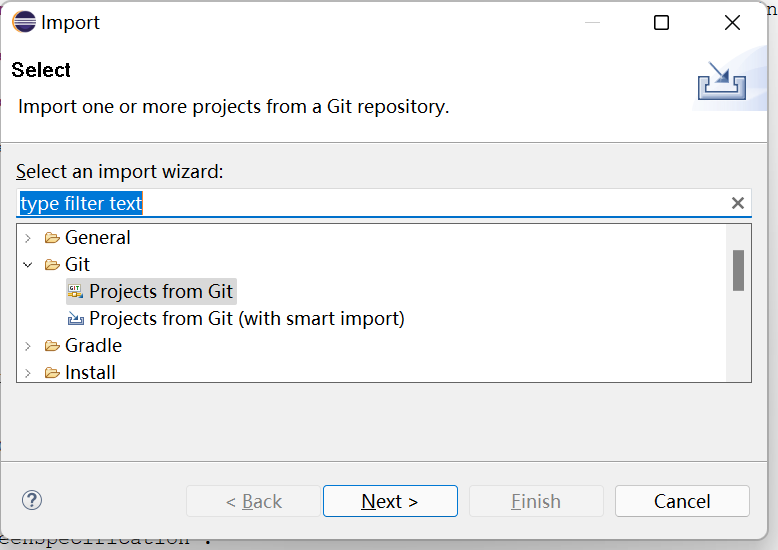 Import
Select
Import one or more projects from a Git repository.
Select an import wizard:
type filter text
General
Git
GIT Projects from Git
Projects from Git (with smart import)
Gradle
Install
?
< Back Next > Finish Cancel